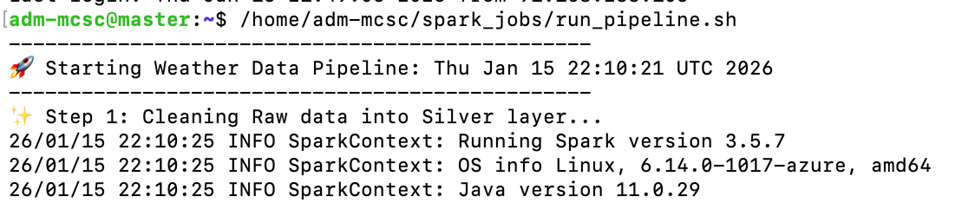 adm-mcsc@master:~$ /home/adm-mcsc/spark_jobs/run_pipeline.sh
------------------------------------------------
🚀 Starting Weather Data Pipeline: Thu Jan 15 22:10:21 UTC 2026
------------------------------------------------
✨ Step 1: Cleaning Raw data into Silver layer...
26/01/15 22:10:25 INFO SparkContext: Running Spark version 3.5.7
26/01/15 22:10:25 INFO SparkContext: OS info Linux, 6.14.0-1017-azure, amd64
26/01/15 22:10:25 INFO SparkContext: Java version 11.0.29